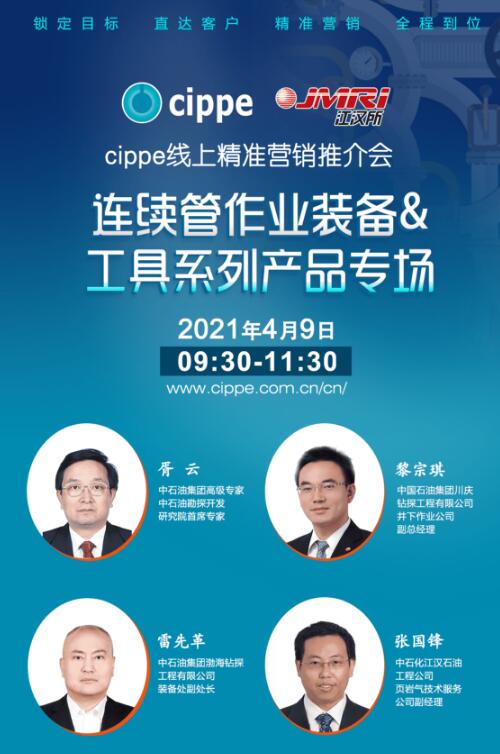 锁定目标 直达客户 精准营销 全程到位
cippe JMRI
江汉所
cippe线上精准营销推介会
连续管作业装备&
工具系列产品专场
2021年4月9日
09:30-11:30
www.cippe.com.cn/cn/
胥云
中石油集团高级专家
中石油勘探开发
研究院首席专家
黎宗琪
中国石油集团川庆
钻探工程有限公司
井下作业公司
副总经理
雷先革
中石油集团渤海钻探
工程有限公司
装备处副处长
张国锋
中石化江汉石油
工程公司
页岩气技术服务
公司副经理